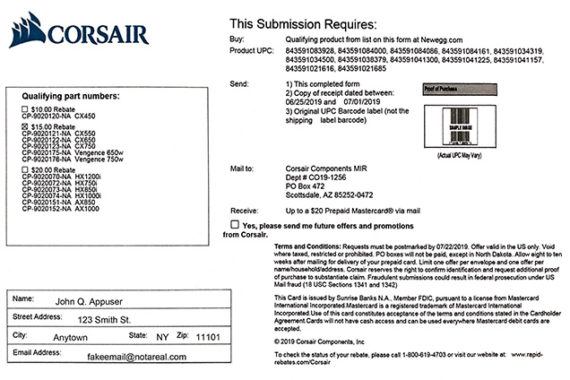 CORSAIR
This Submission Requires:
Buy: Qualifying product from list on this form at Newegg.com
Product UPC: 843591083928, 843591084000, 843591084086, 843591084161, 843591034319,
843591034500, 843591038379, 843591041300, 843591041225, 843591041157,
843591021616, 843591021685
Qualifying part numbers:
$10.00 Rebate
CP-9020120-NA CX450
$15.00 Rebate
CP-9020121-NA CX550
CP-9020122-NA CX650
CP-9020123-NA CX750
CP-9020175-NA Vengence 650w
CP-9020176-NA Vengence 750w
$20.00 Rebate
CP-9020070-NA HX1200i
CP-9020072-NA HX750i
CP-9020073-NA HX850i
CP-9020074-NA HX1000i
CP-9020151-NA AX850
CP-9020152-NA AX1000
Send: 1) This completed form
2) Copy of receipt dated between:
06/25/2019 and 07/01/2019
3) Original UPC Barcode label (not the
shipping label barcode)
Proof of Purchase
SAMPLE IMAGE
(Actual UPC May Vary)
Mail to: Corsair Components MIR
Dept # CO19-1256
PO Box 472
Scottsdale, AZ 85252-0472
Receive: Up to a $20 Prepaid Mastercard® via mail
Yes, please send me future offers and promotions
from Corsair.
Terms and Conditions: Requests must be postmarked by 07/22/2019. Offer valid in the US only. Void
where taxed, restricted or prohibited. PO boxes will not be paid, except in North Dakota. Allow eight to ten
weeks after mailing for delivery of your prepaid card. Limit one offer per envelope and one offer per
name/household/address. Corsair reserves the right to confirm identification and request additional proof
of purchase to substantiate claim. Fraudulent submissions could result in federal prosecution under US
Mail fraud (18 USC Sections 1341 and 1342)
This Card is issued by Sunrise Banks N.A., Member FDIC, pursuant to a license from Mastercard
International Incorporated Mastercard is a registered trademark of Mastercard International
Incorporated.Use of this card constitutes acceptance of the terms and conditions stated in the Cardholder
Agreement Cards will not have cash access and can be used everywhere Mastercard debit cards are
accepted.
© 2019 Corsair Components, Inc
To check the status of your rebate, please call 1-800-619-4703 or visit our website at www.rapid-
rebates.com/Corsair
Name: John Q. Appuser
Street Address: 123 Smith St.
City: Anytown State: NY Zip: 11101
Email Address: fakeemail@notareal.com